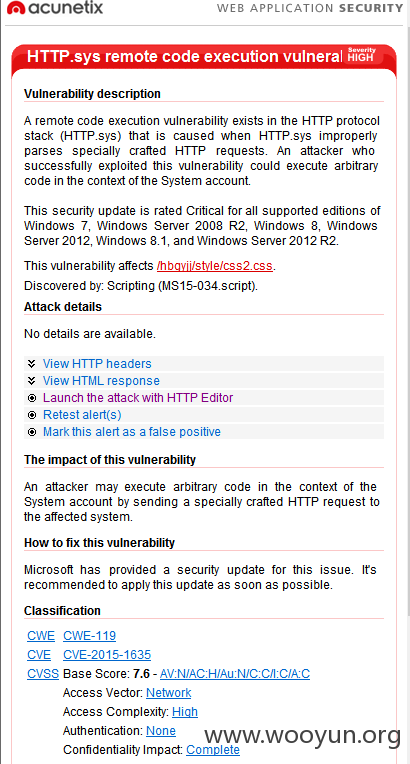 acunetix
WEB APPLICATION SECURITY
HTTP.sys remote code execution vulnera
Severity
HIGH
Vulnerability description
A remote code execution vulnerability exists in the HTTP protocol
stack (HTTP.sys) that is caused when HTTP.sys improperly
parses specially crafted HTTP requests. An attacker who
successfully exploited this vulnerability could execute arbitrary
code in the context of the System account.
This security update is rated Critical for all supported editions of
Windows 7, Windows Server 2008 R2, Windows 8, Windows
Server 2012, Windows 8.1, and Windows Server 2012 R2.
This vulnerability affects /hbgyjj/style/css2.css.
Discovered by: Scripting (MS15-034.script).
Attack details
No details are available.
View HTTP headers
View HTML response
Launch the attack with HTTP Editor
Retest alert(s)
Mark this alert as a false positive
The impact of this vulnerability
An attacker may execute arbitrary code in the context of the
System account by sending a specially crafted HTTP request to
the affected system.
How to fix this vulnerability
Microsoft has provided a security update for this issue. It's
recommended to apply this update as soon as possible.
Classification
CWE CWE-119
CVE CVE-2015-1635
CVSS Base Score: 7.6 - AV:N/AC:H/Au:N/C:C/I:C/A:C
Access Vector: Network
Access Complexity: High
Authentication: None
Confidentiality Impact: Complete
www.wooyun.org